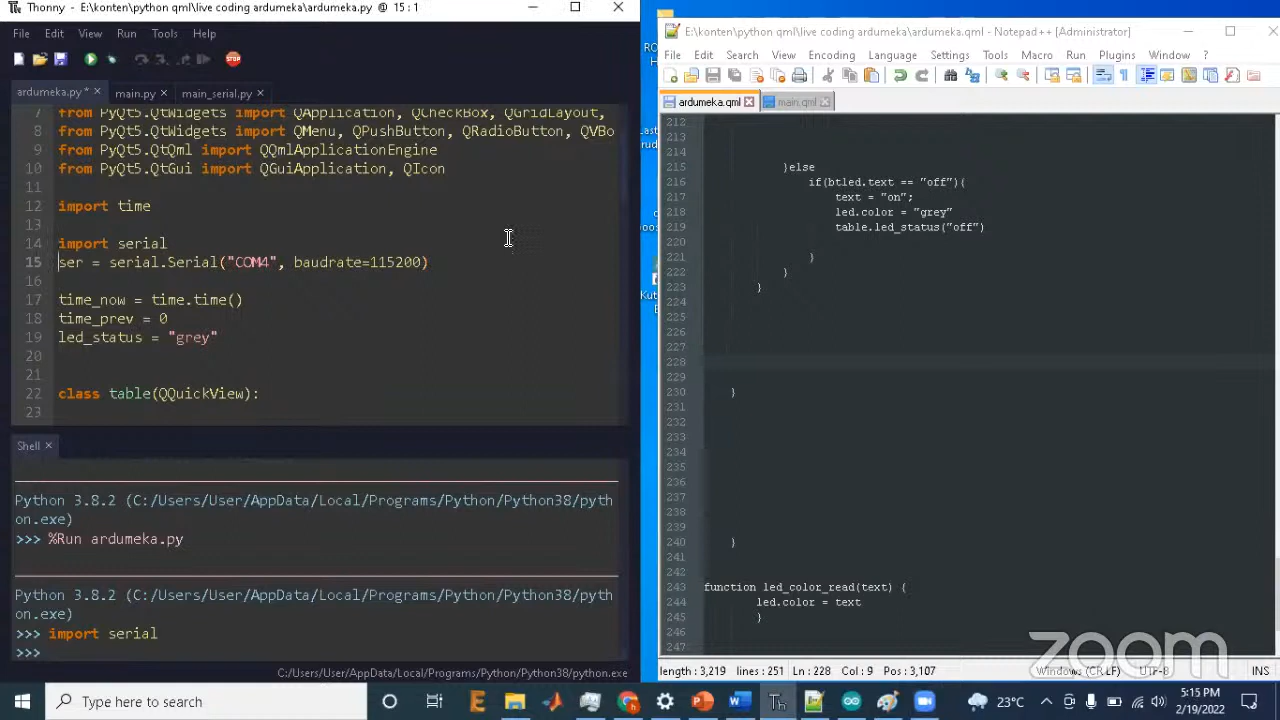 Thonny - E:\konten\python qml\live coding ardumeka\ardumeka.py @ 15 : 1
File Edit View Run Tools Help
ardumeka.py * × main.py × main_serial.py ×
7 from PyQt5.QtWidgets import QApplication, QCheckBox, QGridLayout,
8 from PyQt5.QtWidgets import QMenu, QPushButton, QRadioButton, QVBo
9 from PyQt5.QtQml import QQmlApplicationEngine
10 from PyQt5.QtGui import QGuiApplication, QIcon
11
12 import time
13
14 import serial
15 ser = serial.Serial("COM4", baudrate=115200)
16
17 time_now = time.time()
18 time_prev = 0
19 led_status = "grey"
20
21
22 class table(QQuickView):
23
Shell ×
Python 3.8.2 (C:/Users/User/AppData/Local/Programs/Python/Python38/pyth
on.exe)
>>> %Run ardumeka.py
Python 3.8.2 (C:/Users/User/AppData/Local/Programs/Python/Python38/pyth
on.exe)
>>> import serial
>>>
C:/Users/User/AppData/Local/Programs/Python/Python38/python.exe
E:\konten\python qml\live coding ardumeka\ardumeka.qml - Notepad++ [Administrator]
File Edit Search View Encoding Language Settings Tools Macro Run Plugins Window ?
ardumeka.qml main.qml
212
213
214
215 }else
216 if(btled.text == "off"){
217 text = "on";
218 led.color = "grey"
219 table.led_status("off")
220
221 }
222 }
223 }
224
225
226
227
228
229
230 }
231
232
233
234
235
236
237
238
239
240 }
241
242
243 function led_color_read(text) {
244 led.color = text
245 }
246
247
length : 3,219 lines : 251 Ln : 228 Col : 9 Pos : 3,107 Windows (CR LF) UTF-8 INS
zoom
Type here to search
23°C
5:15 PM
2/19/2022